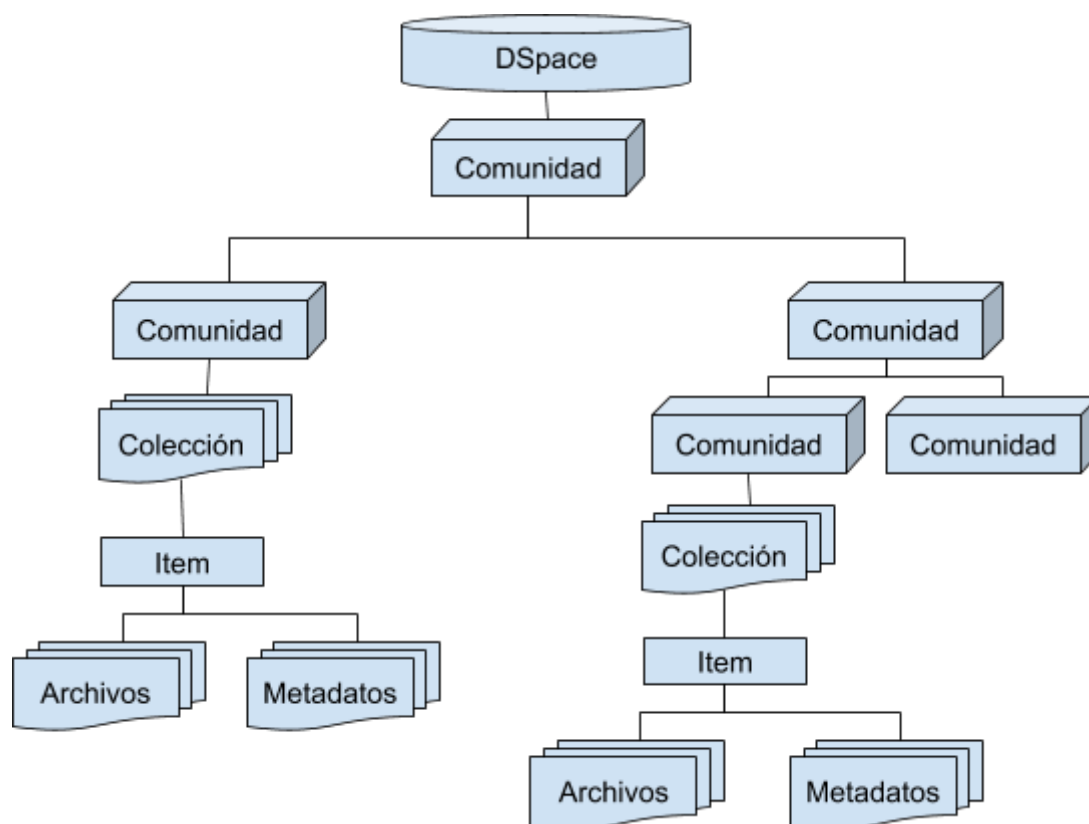 DSpace
Comunidad
Comunidad
Comunidad
Comunidad
Comunidad
Colección
Colección
Item
Item
Archivos
Metadatos
Archivos
Metadatos